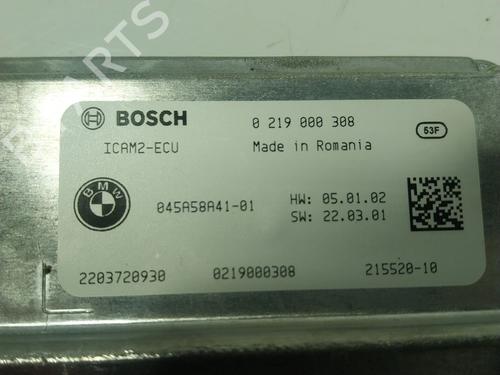 PARTS
BOSCH 0 219 000 308
ICAM2-ECU Made in Romania 53F
BMW 045A58A41-01 HW: 05.01.02
SW: 22.03.01
2203720930 0219000308 215520-10